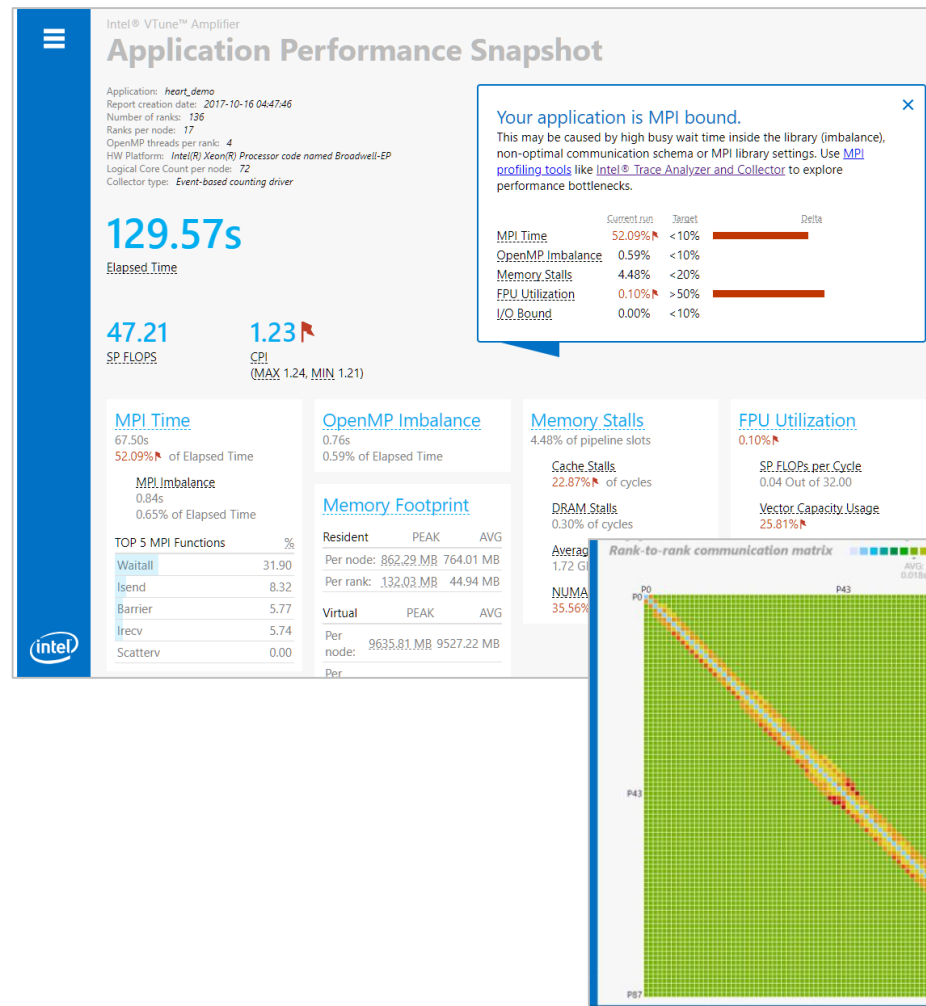 Intel® VTune™ Amplifier
Application Performance Snapshot
Application: heart_demo
Report creation date: 2017-10-16 04:47:46
Number of ranks: 136
Ranks per node: 17
OpenMP threads per rank: 4
HW Platform: Intel(R) Xeon(R) Processor code named Broadwell-EP
Logical Core Count per node: 72
Collector type: Event-based counting driver
129.57s
Elapsed Time
47.21
SP FLOPS
1.23
CPI
(MAX 1.24, MIN 1.21)
Your application is MPI bound.
This may be caused by high busy wait time inside the library (imbalance),
non-optimal communication schema or MPI library settings. Use MPI
profiling tools like Intel® Trace Analyzer and Collector to explore
performance bottlenecks.
Current run Target Delta
MPI Time 52.09% <10%
OpenMP Imbalance 0.59% <10%
Memory Stalls 4.48% <20%
FPU Utilization 0.10% >50%
I/O Bound 0.00% <10%
MPI Time
67.50s
52.09% of Elapsed Time
MPI Imbalance
0.84s
0.65% of Elapsed Time
TOP 5 MPI Functions %
Waitall 31.90
Isend 8.32
Barrier 5.77
Irecv 5.74
Scatterv 0.00
OpenMP Imbalance
0.76s
0.59% of Elapsed Time
Memory Footprint
Resident PEAK AVG
Per node: 862.29 MB 764.01 MB
Per rank: 132.03 MB 44.94 MB
Virtual PEAK AVG
Per
node: 9635.81 MB 9527.22 MB
Per
Memory Stalls
4.48% of pipeline slots
Cache Stalls
22.87% of cycles
DRAM Stalls
0.30% of cycles
Averag
1.72 G
NUMA
35.56%
FPU Utilization
0.10%
SP FLOPs per Cycle
0.04 Out of 32.00
Vector Capacity Usage
25.81%
intel
Rank-to-rank communication matrix
AVG:
0.018s
P0 P43
P0
P43
P87